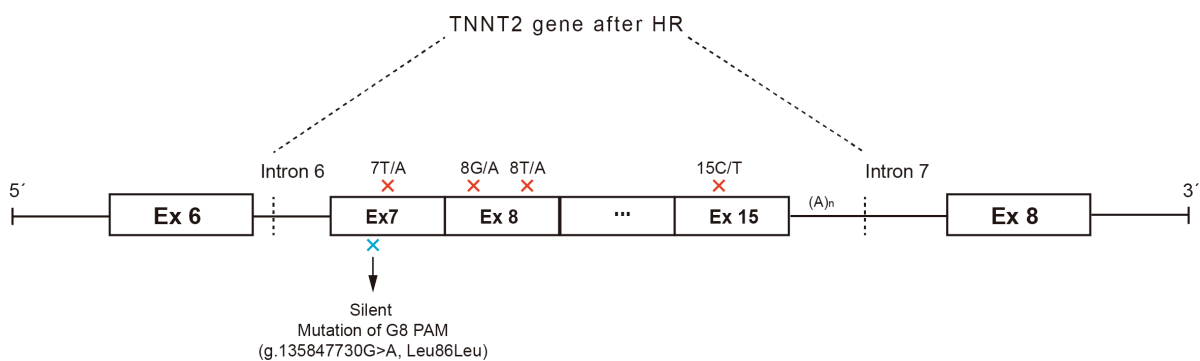 TNNT2 gene after HR
Intron 6
7T/A
8G/A
8T/A
15C/T
Intron 7
5´
3´
Ex 6
Ex7
Ex 8
...
Ex 15
(A)n
Ex 8
Silent
Mutation of G8 PAM
(g.135847730G>A, Leu86Leu)